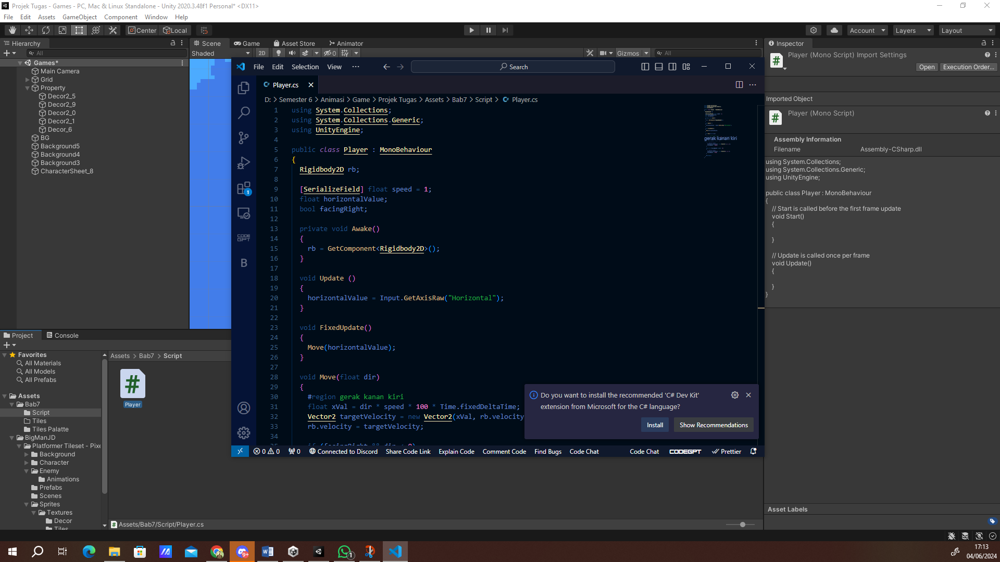 Projek Tugas - Games - PC, Mac & Linux Standalone - Unity 2020.3.48f1 Personal* <DX11>
File Edit Assets GameObject Component Window Help
Center Local
Account Layers Layout
Hierarchy
All
Games*
Main Camera
Grid
Property
Decor2_5
Decor2_9
Decor2_0
Decor2_1
Decor_6
BG
Background5
Background4
Background3
CharacterSheet_8
Scene Game Asset Store Animator
Shaded 2D 0 Gizmos All
File Edit Selection View ··· Search
Player.cs
D: > Semester 6 > Animasi > Game > Projek Tugas > Assets > Bab7 > Script > Player.cs
1 using System.Collections;
2 using System.Collections.Generic;
3 using UnityEngine;
4
5 public class Player : MonoBehaviour
6 {
7 Rigidbody2D rb;
8
9 [SerializeField] float speed = 1;
10 float horizontalValue;
11 bool facingRight;
12
13 private void Awake()
14 {
15 rb = GetComponent<Rigidbody2D>();
16 }
17
18 void Update ()
19 {
20 horizontalValue = Input.GetAxisRaw("Horizontal");
21 }
22
23 void FixedUpdate()
24 {
25 Move(horizontalValue);
26 }
27
28 void Move(float dir)
29 {
30 #region gerak kanan kiri
31 float xVal = dir * speed * 100 * Time.fixedDeltaTime;
32 Vector2 targetVelocity = new Vector2(xVal, rb.velocity
33 rb.velocity = targetVelocity;
34
gerak kanan kiri
1
CODE
GPT
B
Do you want to install the recommended 'C# Dev Kit'
extension from Microsoft for the C# language?
Install Show Recommendations
0 0 0 Connected to Discord Share Code Link Explain Code Comment Code Find Bugs Code Chat Code Chat CODEGPT Prettier
Inspector
Player (Mono Script) Import Settings
Open Execution Order...
Imported Object
Player (Mono Script)
Assembly Information
Filename Assembly-CSharp.dll
using System.Collections;
using System.Collections.Generic;
using UnityEngine;
public class Player : MonoBehaviour
{
// Start is called before the first frame update
void Start()
{
}
// Update is called once per frame
void Update()
{
}
}
Asset Labels
Project Console
Favorites
All Materials
All Models
All Prefabs
Assets
Bab7
Script
Tiles
Tiles Palatte
BigManJD
Platformer Tileset - Pixe
Background
Character
Enemy
Animations
Prefabs
Scenes
Sprites
Textures
Decor
Tiles
Assets > Bab7 > Script
#
Player
Assets/Bab7/Script/Player.cs
9+
1
17:13
04/06/2024